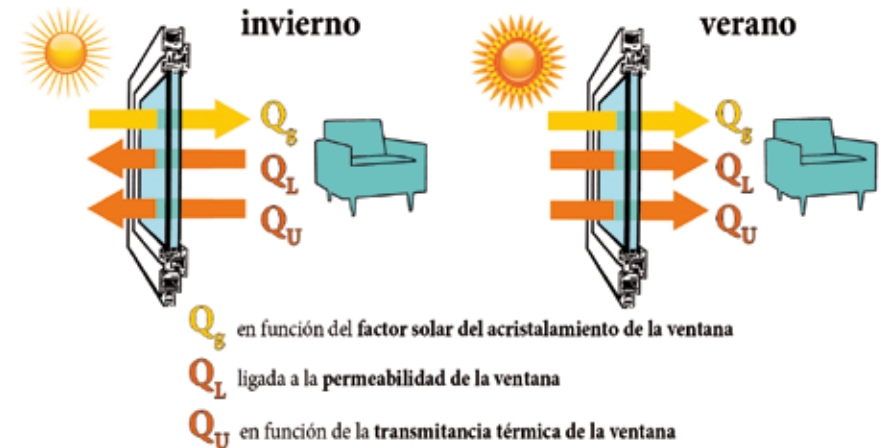 invierno
Qg
QL
QU
verano
Qg
QL
QU
Qg en función del factor solar del acristalamiento de la ventana
QL ligada a la permeabilidad de la ventana
QU en función de la transmitancia térmica de la ventana